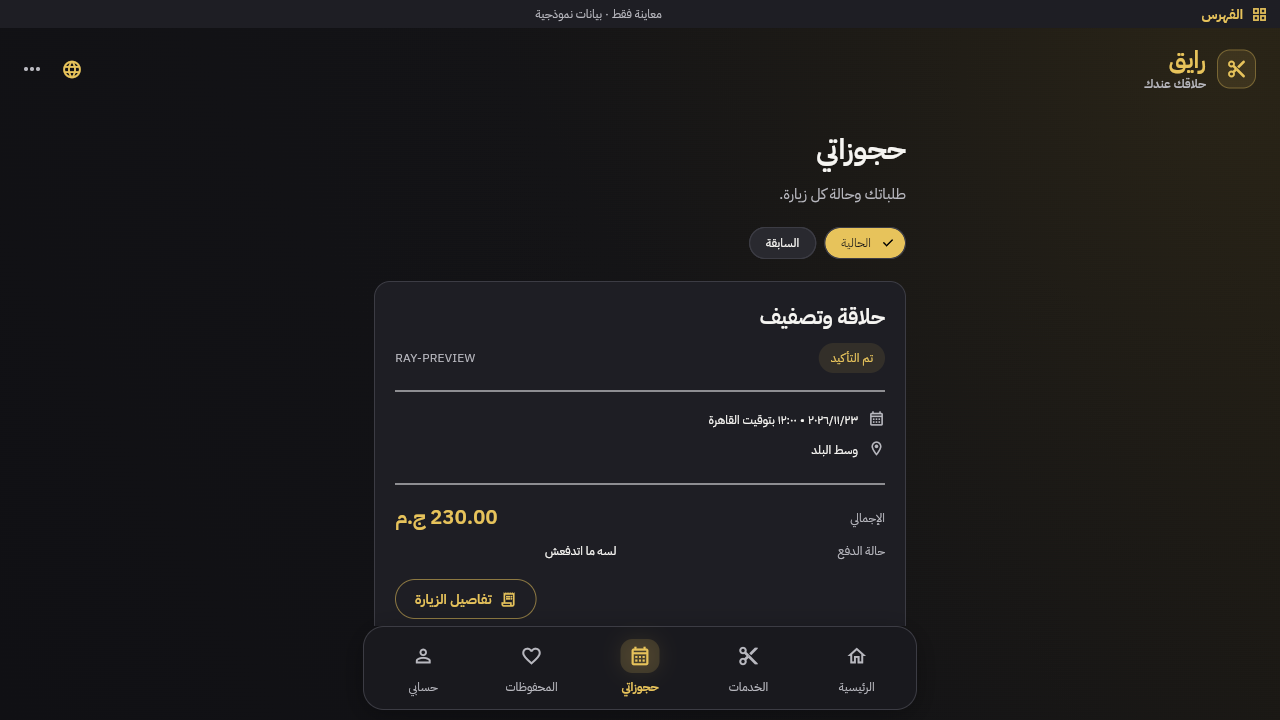 الفهرس
معاينة فقط · بيانات نموذجية
رايق
حلاقك عندك
حجوزاتي
طلباتك وحالة كل زيارة.
الحالية
السابقة
حلاقة وتصفيف
تم التأكيد
RAY-PREVIEW
٢٠٢٦/١١/٢٣ • ١٢:٠٠ بتوقيت القاهرة
وسط البلد
الإجمالي
230.00 ج.م
حالة الدفع
لسه ما اتدفعش
تفاصيل الزيارة
الرئيسية
الخدمات
حجوزاتي
المحفوظات
حسابي